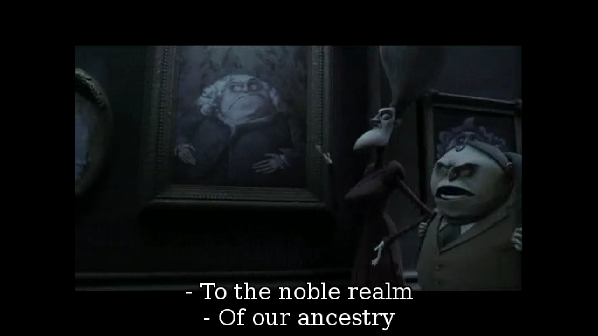 - To the noble realm
- Of our ancestry